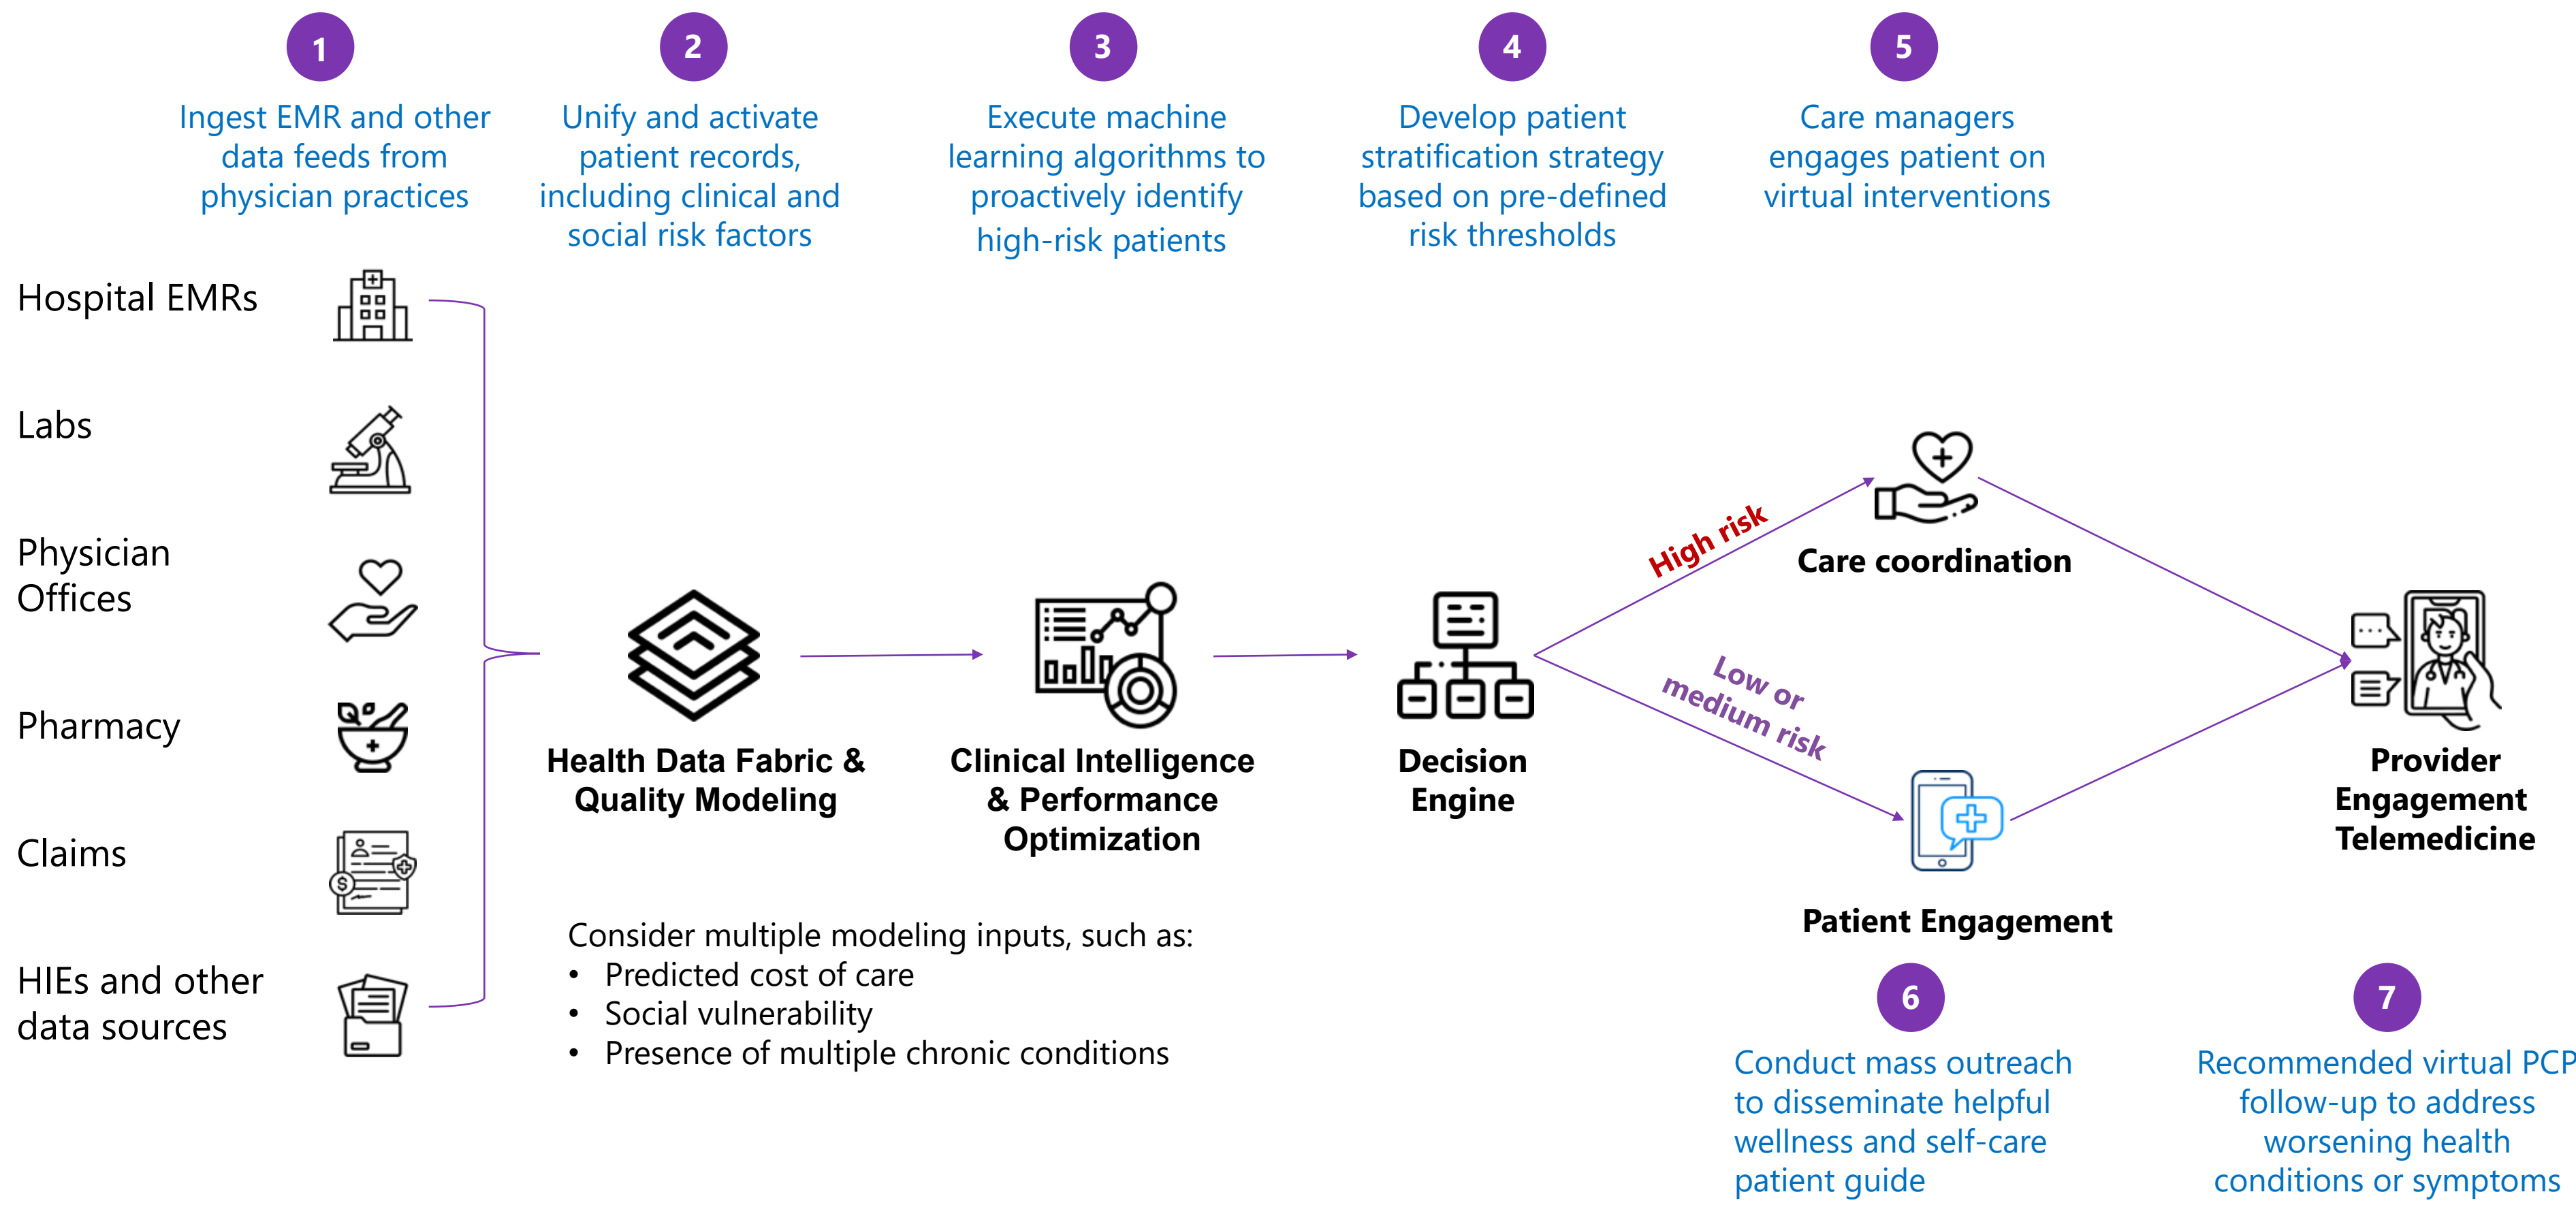 1
Ingest EMR and other
data feeds from
physician practices
2
Unify and activate
patient records,
including clinical and
social risk factors
3
Execute machine
learning algorithms to
proactively identify
high-risk patients
4
Develop patient
stratification strategy
based on pre-defined
risk thresholds
5
Care managers
engages patient on
virtual interventions
Hospital EMRs
Labs
Physician
Offices
Pharmacy
Claims
HIEs and other
data sources
Health Data Fabric &
Quality Modeling
Clinical Intelligence
& Performance
Optimization
Consider multiple modeling inputs, such as:
• Predicted cost of care
• Social vulnerability
• Presence of multiple chronic conditions
Decision
Engine
High risk
Low or
medium risk
Care coordination
Patient Engagement
Provider
Engagement
Telemedicine
6
Conduct mass outreach
to disseminate helpful
wellness and self-care
patient guide
7
Recommended virtual PCP
follow-up to address
worsening health
conditions or symptoms